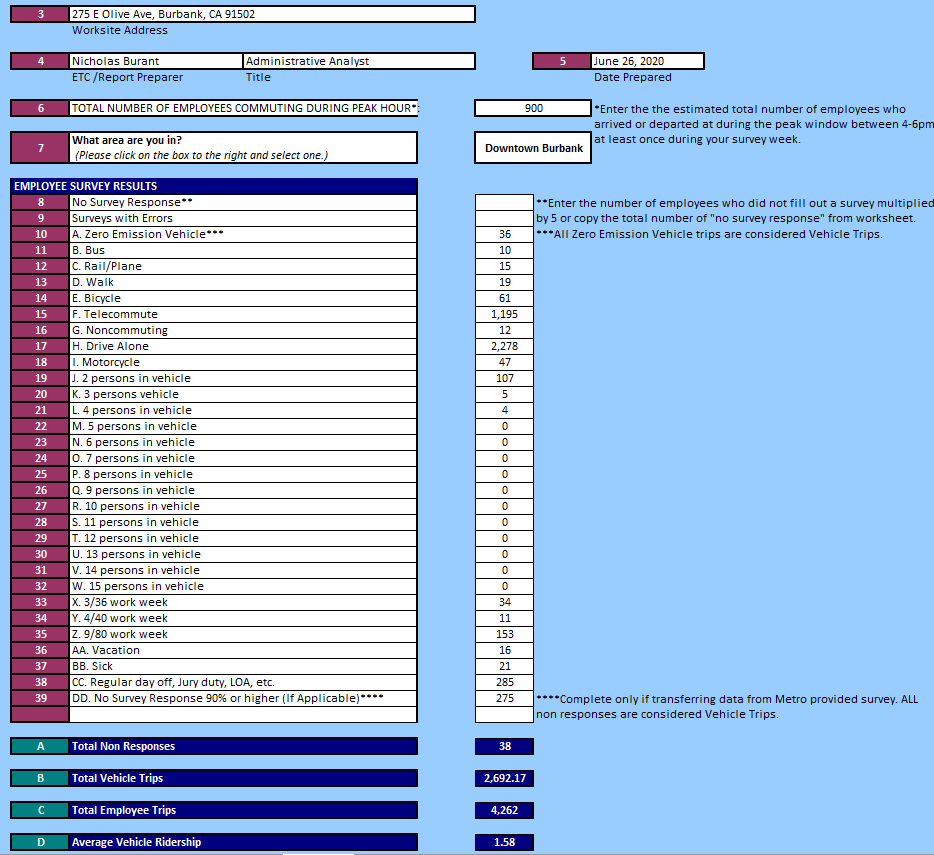 3 275 E Olive Ave, Burbank, CA 91502
Worksite Address
4 Nicholas Burant Administrative Analyst 5 June 26, 2020
ETC /Report Preparer Title Date Prepared
6 TOTAL NUMBER OF EMPLOYEES COMMUTING DURING PEAK HOUR*: 900 *Enter the the estimated total number of employees who
arrived or departed at during the peak window between 4-6pm
at least once during your survey week.
7 What area are you in?
(Please click on the box to the right and select one.)
Downtown Burbank
EMPLOYEE SURVEY RESULTS
8 No Survey Response** **Enter the number of employees who did not fill out a survey multiplied
9 Surveys with Errors by 5 or copy the total number of "no survey response" from worksheet.
10 A. Zero Emission Vehicle*** 36 ***All Zero Emission Vehicle trips are considered Vehicle Trips.
11 B. Bus 10
12 C. Rail/Plane 15
13 D. Walk 19
14 E. Bicycle 61
15 F. Telecommute 1,195
16 G. Noncommuting 12
17 H. Drive Alone 2,278
18 I. Motorcycle 47
19 J. 2 persons in vehicle 107
20 K. 3 persons vehicle 5
21 L. 4 persons in vehicle 4
22 M. 5 persons in vehicle 0
23 N. 6 persons in vehicle 0
24 O. 7 persons in vehicle 0
25 P. 8 persons in vehicle 0
26 Q. 9 persons in vehicle 0
27 R. 10 persons in vehicle 0
28 S. 11 persons in vehicle 0
29 T. 12 persons in vehicle 0
30 U. 13 persons in vehicle 0
31 V. 14 persons in vehicle 0
32 W. 15 persons in vehicle 0
33 X. 3/36 work week 34
34 Y. 4/40 work week 11
35 Z. 9/80 work week 153
36 AA. Vacation 16
37 BB. Sick 21
38 CC. Regular day off, Jury duty, LOA, etc. 285
39 DD. No Survey Response 90% or higher (If Applicable)**** 275 ****Complete only if transferring data from Metro provided survey. ALL
non responses are considered Vehicle Trips.
A Total Non Responses 38
B Total Vehicle Trips 2,692.17
C Total Employee Trips 4,262
D Average Vehicle Ridership 1.58